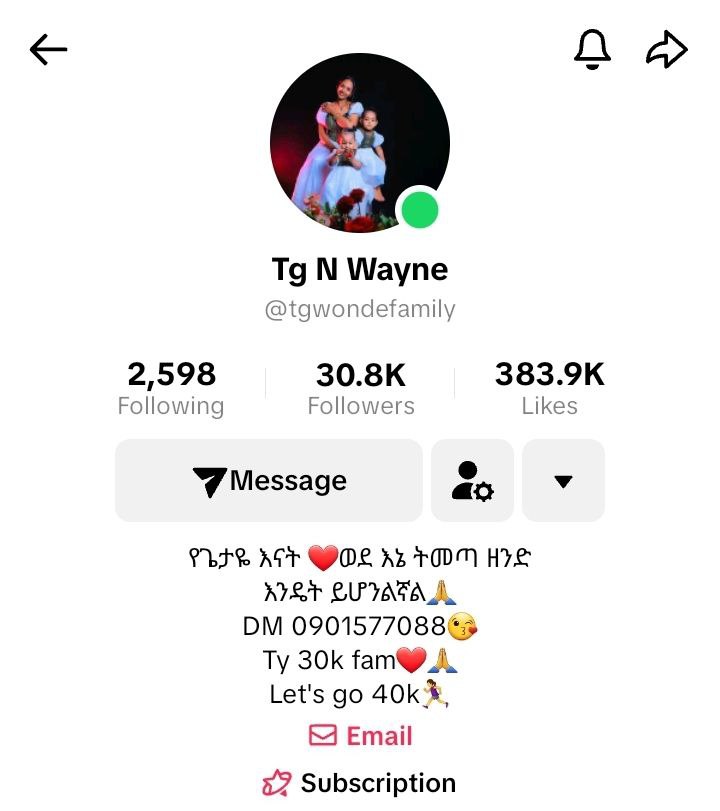 Tg N Wayne
@tgwondefamily
2,598 30.8K 383.9K
Following Followers Likes
Message
የጌታዬ እናት ❤️ወደ እኔ ትመጣ ዘንድ
እንዴት ይሆንልኛል🙏
DM 0901577088😘
Ty 30k fam❤️🙏
Let's go 40k🏃‍♀️
Email
Subscription